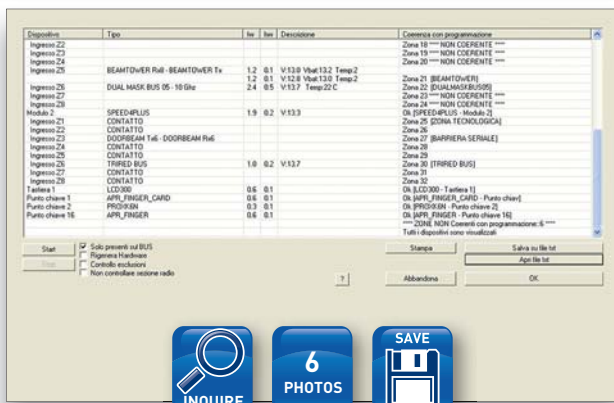 Dispositivo Tipo fw hw Descrizione Coerenza con programmazione
Ingresso Z2 Zona 18 **** NON COERENTE ****
Ingresso Z3 Zona 19 **** NON COERENTE ****
Ingresso Z4 Zona 20 **** NON COERENTE ****
Ingresso Z5 BEAMTOWER Rx8 - BEAMTOWER Tx 1.2 0.1 V:13.0 Vbat:13.2 Temp:2
1.2 0.1 V:12.8 Vbat:13.0 Temp:2 Zona 21 [BEAMTOWER]
Ingresso Z6 DUAL MASK BUS 05 - 10 Ghz 2.4 0.5 V:13.7 Temp:22 C Zona 22 [DUALMASKBUS05]
Ingresso Z7 Zona 23 **** NON COERENTE ****
Ingresso Z8 Zona 24 **** NON COERENTE ****
Modulo 2 SPEED4PLUS 1.9 0.2 V:13.3 Ok [SPEED4PLUS - Modulo 2]
Ingresso Z1 CONTATTO Zona 25 [ZONA TECNOLOGICA]
Ingresso Z2 CONTATTO Zona 26
Ingresso Z3 DOORBEAM Tx6 - DOORBEAM Rx6 Zona 27 [BARRIERA SERIALE]
Ingresso Z4 CONTATTO Zona 28
Ingresso Z5 CONTATTO Zona 29
Ingresso Z6 TRIRED BUS 1.0 0.2 V:13.7 Zona 30 [TRIRED BUS]
Ingresso Z7 CONTATTO Zona 31
Ingresso Z8 CONTATTO Zona 32
Tastiera 1 LCD300 0.6 0.1 Ok [LCD300 - Tastiera 1]
Punto chiave 1 APR_FINGER_CARD 0.6 0.1 Ok [APR_FINGER_CARD - Punto chiav]
Punto chiave 2 PROXK6N 0.3 0.1 Ok [PROXK6N - Punto chiave 2]
Punto chiave 16 APR_FINGER 0.6 0.1 Ok [APR_FINGER - Punto chiave 16]
**** ZONE NON Coerenti con programmazione: 6 ****
Tutti i dispositivi sono visualizzati
Start Solo presenti sul BUS Stampa Salva su file txt
Rigenera Hardware Apri file txt
Stop Controllo esclusioni
Non controllare sezione radio ? Abbandona OK
INQUIRE
6
PHOTOS
SAVE